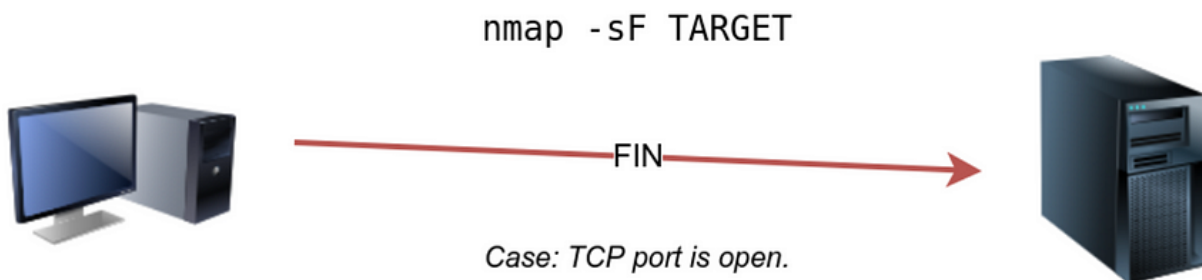 nmap -sF TARGET
FIN
Case: TCP port is open.